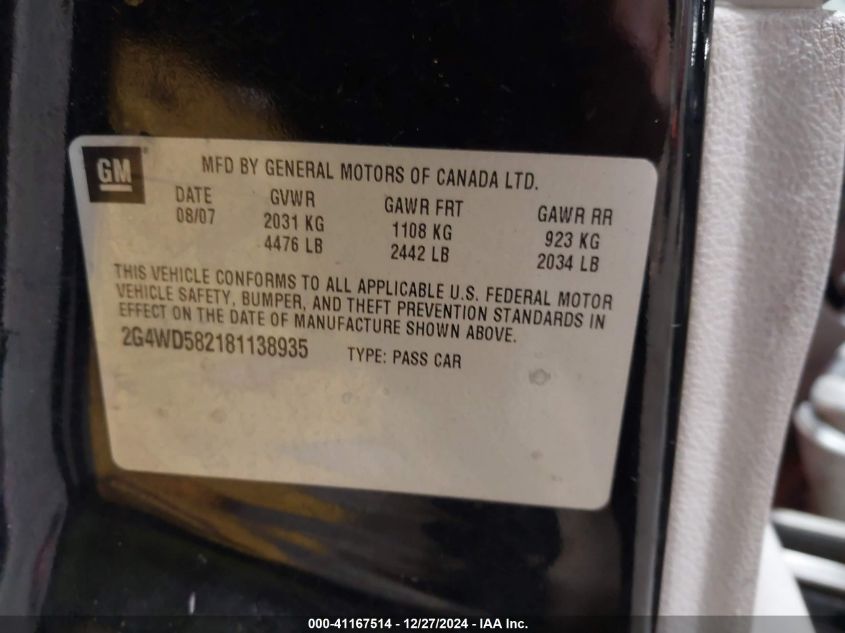 GM
MFD BY GENERAL MOTORS OF CANADA LTD.
DATE GVWR GAWR FRT GAWR RR
08/07 2031 KG 1108 KG 923 KG
4476 LB 2442 LB 2034 LB
THIS VEHICLE CONFORMS TO ALL APPLICABLE U.S. FEDERAL MOTOR
VEHICLE SAFETY, BUMPER, AND THEFT PREVENTION STANDARDS IN
EFFECT ON THE DATE OF MANUFACTURE SHOWN ABOVE.
2G4WD582181138935 TYPE: PASS CAR
000-41167514 - 12/27/2024 - IAA Inc.